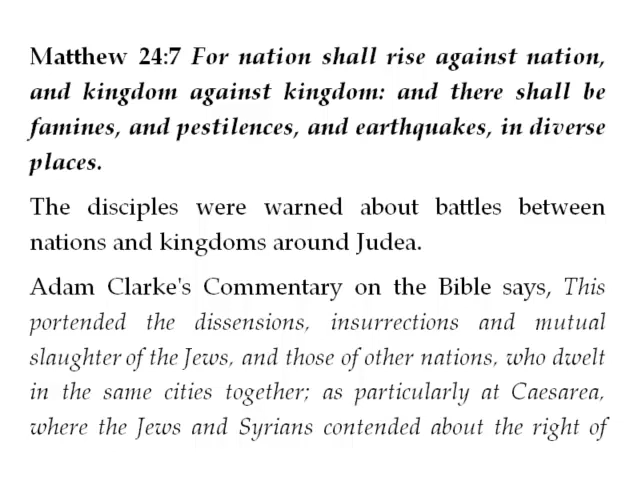 Matthew 24:7 For nation shall rise against nation,
and kingdom against kingdom: and there shall be
famines, and pestilences, and earthquakes, in diverse
places.
The disciples were warned about battles between
nations and kingdoms around Judea.
Adam Clarke's Commentary on the Bible says, This
portended the dissensions, insurrections and mutual
slaughter of the Jews, and those of other nations, who dwelt
in the same cities together; as particularly at Caesarea,
where the Jews and Syrians contended about the right of